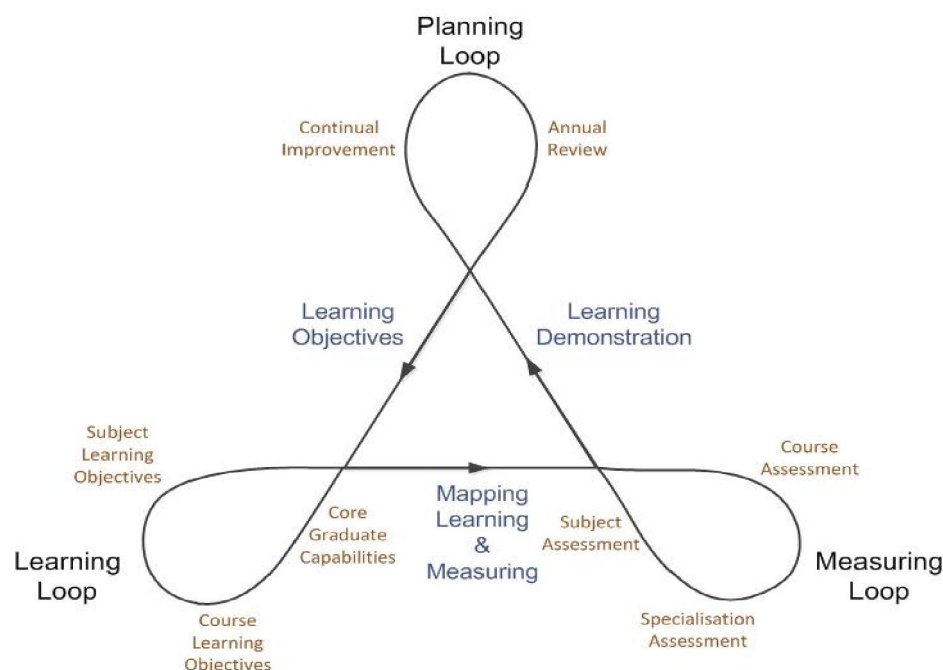 Planning
Loop
Continual
Improvement
Annual
Review
Learning
Objectives
Learning
Demonstration
Subject
Learning
Objectives
Course
Assessment
Mapping
Learning
&
Measuring
Core
Graduate
Capabilities
Subject
Assessment
Learning
Loop
Measuring
Loop
Course
Learning
Objectives
Specialisation
Assessment